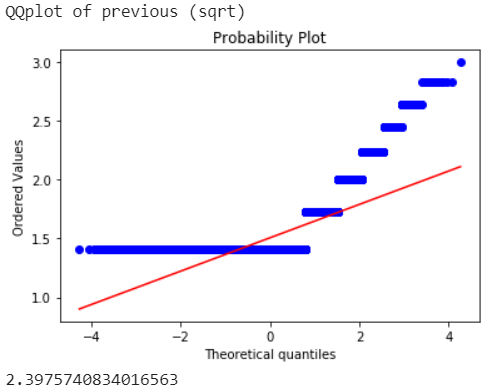 QQplot of previous (sqrt)
Probability Plot
3.0
2.5
2.0
1.5
1.0
Ordered Values
−4
−2
0
2
4
Theoretical quantiles
2.3975740834016563